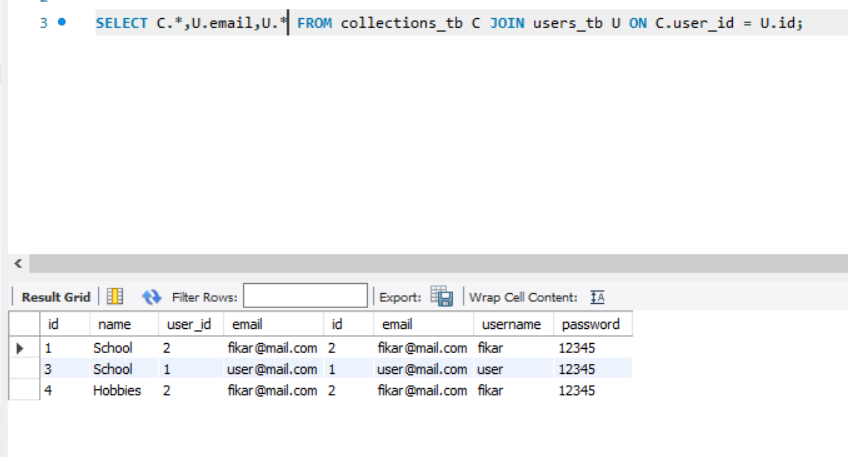 3 SELECT C.*,U.email,U.* FROM collections_tb C JOIN users_tb U ON C.user_id = U.id;
Result Grid Filter Rows: Export: Wrap Cell Content: IA
id name user_id email id email username password
1 School 2 fikar@mail.com 2 fikar@mail.com fikar 12345
3 School 1 user@mail.com 1 user@mail.com user 12345
4 Hobbies 2 fikar@mail.com 2 fikar@mail.com fikar 12345